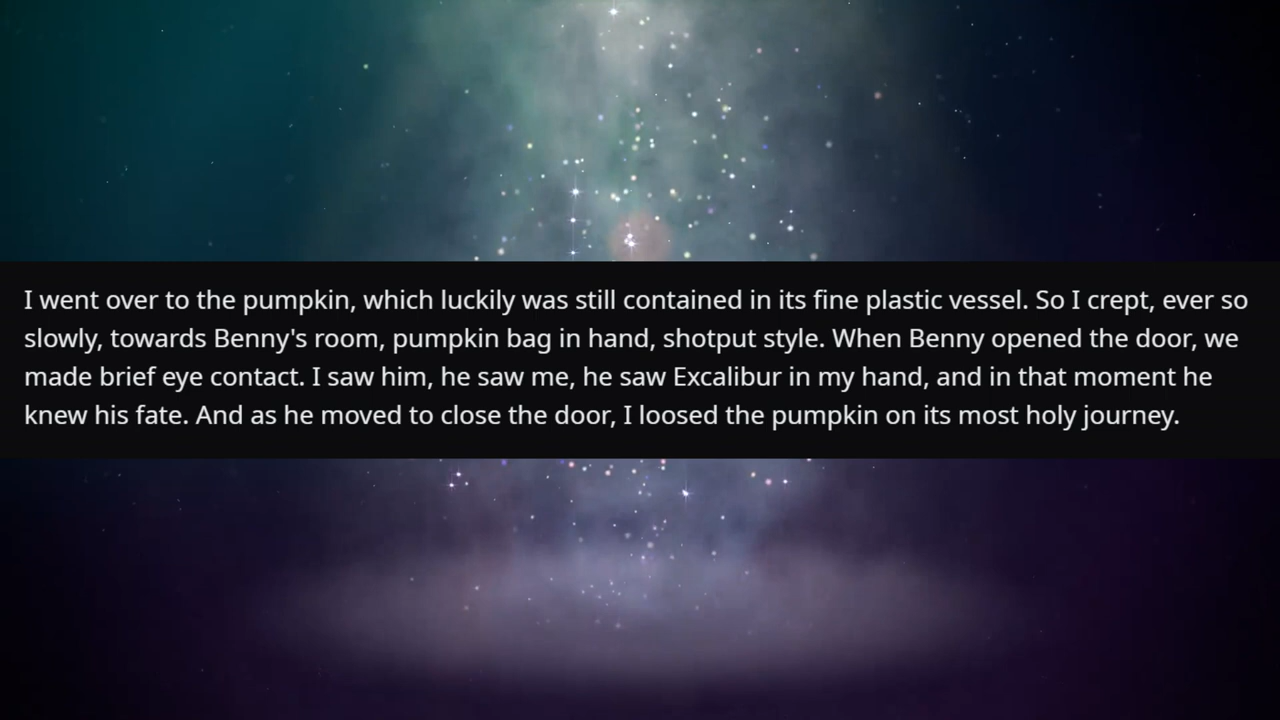 I went over to the pumpkin, which luckily was still contained in its fine plastic vessel. So I crept, ever so
slowly, towards Benny's room, pumpkin bag in hand, shotput style. When Benny opened the door, we
made brief eye contact. I saw him, he saw me, he saw Excalibur in my hand, and in that moment he
knew his fate. And as he moved to close the door, I loosed the pumpkin on its most holy journey.